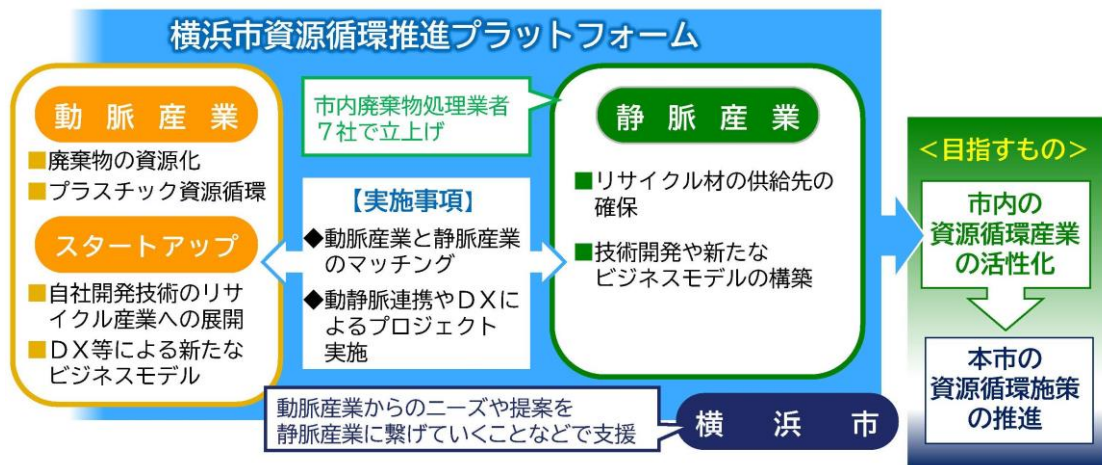 横浜市資源循環推進プラットフォーム
動脈産業
■廃棄物の資源化
■プラスチック資源循環
スタートアップ
■自社開発技術のリサ
イクル産業への展開
■ＤＸ等による新たな
ビジネスモデル
市内廃棄物処理業者
７社で立上げ
【実施事項】
◆動脈産業と静脈産業
のマッチング
◆動静脈連携やＤＸに
よるプロジェクト
実施
静脈産業
■リサイクル材の供給先の
確保
■技術開発や新たな
ビジネスモデルの構築
動脈産業からのニーズや提案を
静脈産業に繋げていくことなどで支援
横浜市
＜目指すもの＞
市内の
資源循環産業
の活性化
本市の
資源循環施策
の推進